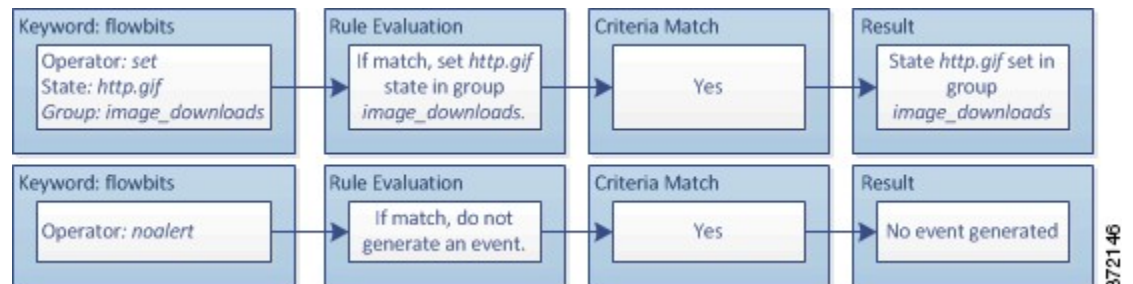 Keyword: flowbits
Operator: set
State: http.gif
Group: image_downloads
Rule Evaluation
If match, set http.gif
state in group
image_downloads.
Criteria Match
Yes
Result
State http.gif set in
group
image_downloads
Keyword: flowbits
Operator: noalert
Rule Evaluation
If match, do not
generate an event.
Criteria Match
Yes
Result
No event generated
372146